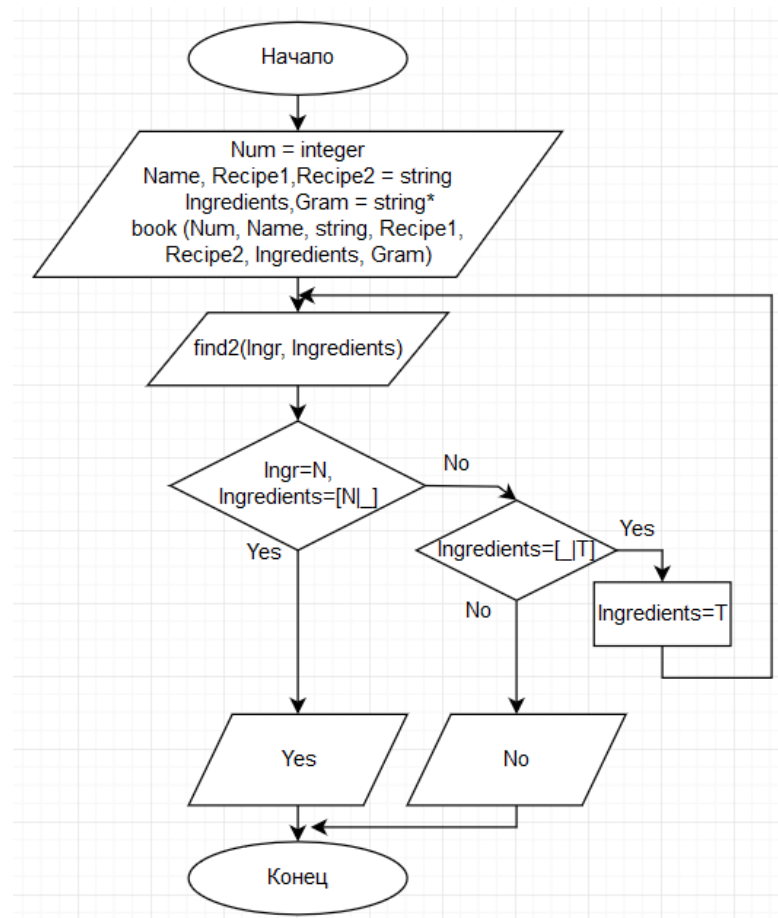 Начало
Num = integer
Name, Recipe1,Recipe2 = string
Ingredients,Gram = string*
book (Num, Name, string, Recipe1,
Recipe2, Ingredients, Gram)
find2(Ingr, Ingredients)
Ingr=N,
Ingredients=[N|_]
No
Yes
Ingredients=[_|T]
Yes
No
Ingredients=T
Yes
No
Конец